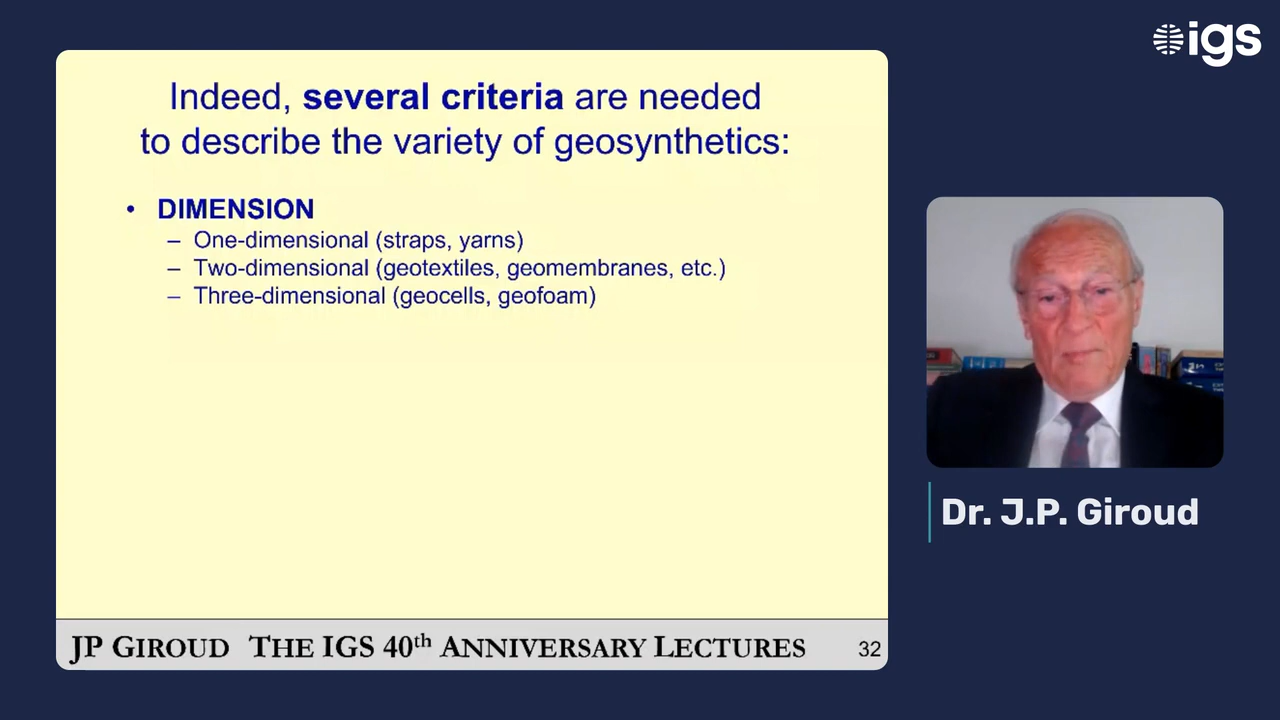 igs
Indeed, several criteria are needed
to describe the variety of geosynthetics:
• DIMENSION
– One-dimensional (straps, yarns)
– Two-dimensional (geotextiles, geomembranes, etc.)
– Three-dimensional (geocells, geofoam)
Dr. J.P. Giroud
JP GIROUD THE IGS 40th ANNIVERSARY LECTURES 32